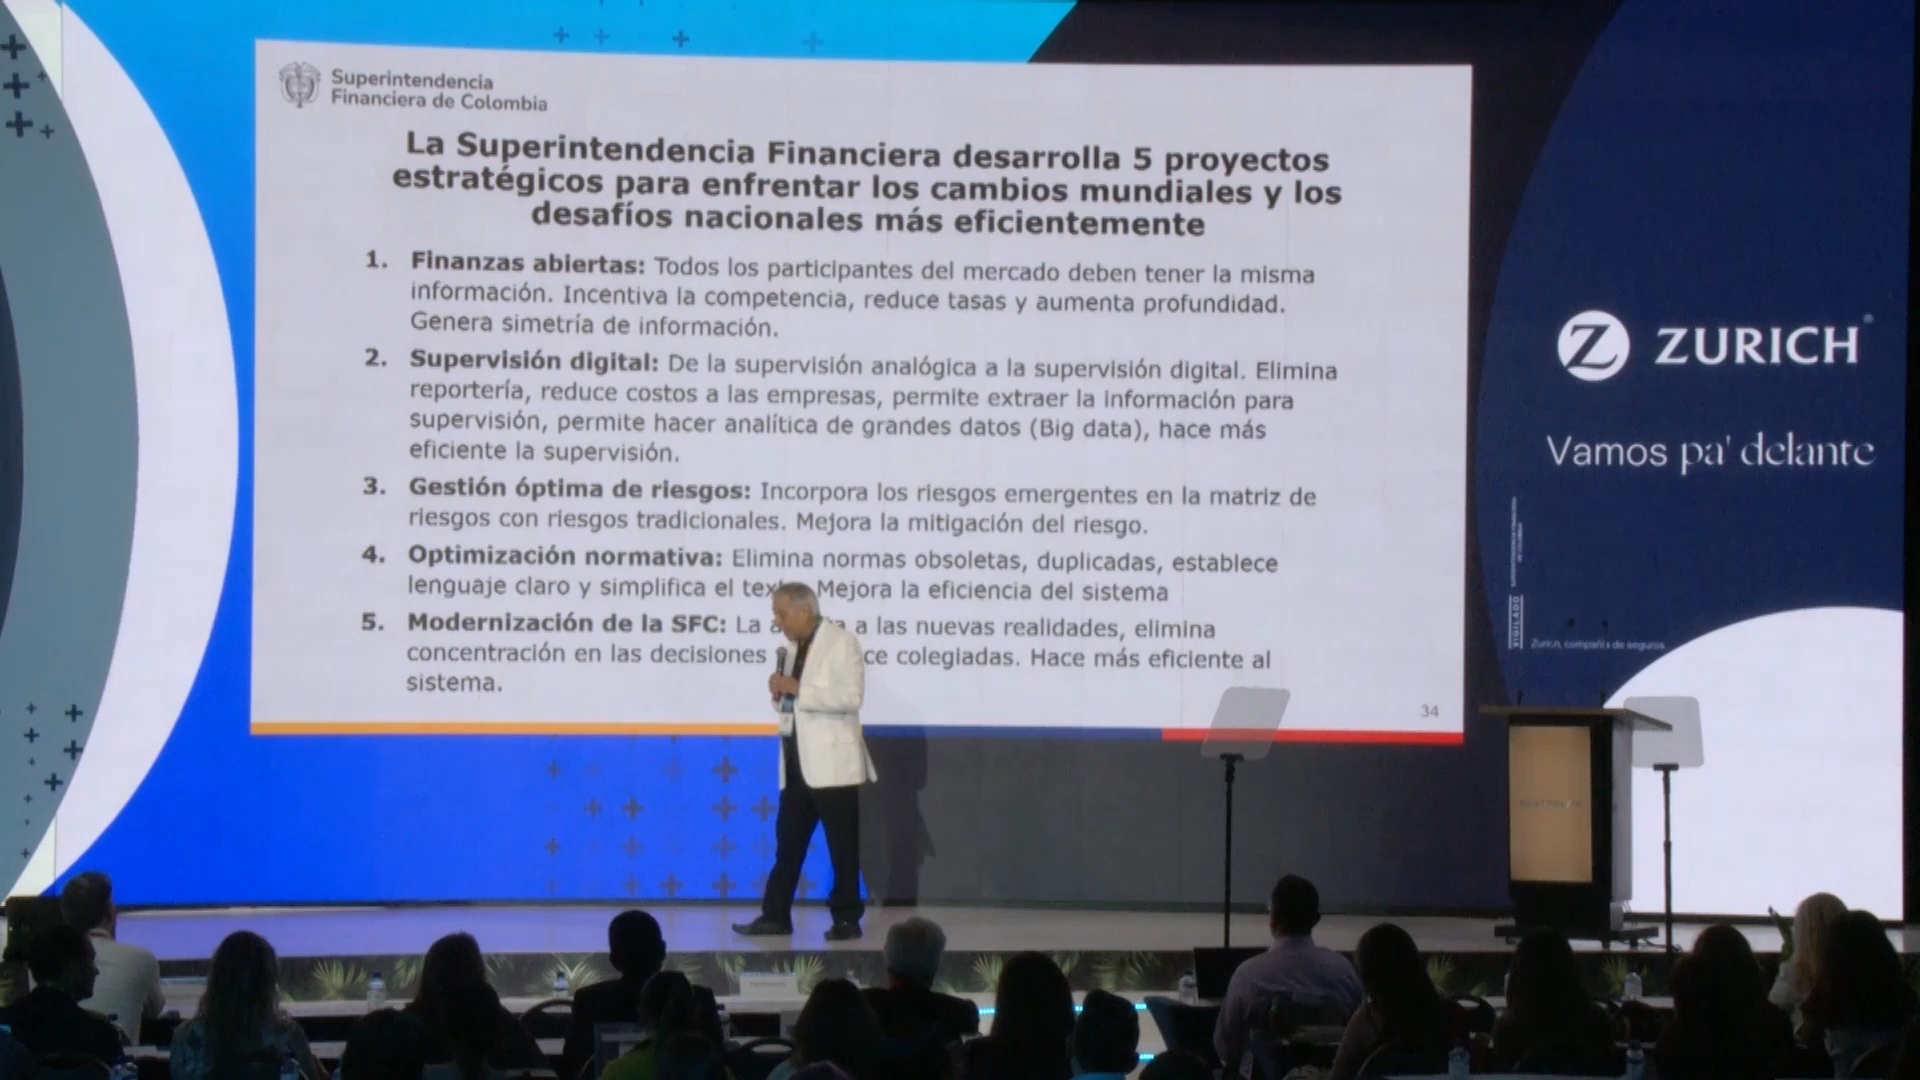 Superintendencia
Financiera de Colombia
La Superintendencia Financiera desarrolla 5 proyectos
estratégicos para enfrentar los cambios mundiales y los
desafíos nacionales más eficientemente
1. Finanzas abiertas: Todos los participantes del mercado deben tener la misma
información. Incentiva la competencia, reduce tasas y aumenta profundidad.
Genera simetría de información.
2. Supervisión digital: De la supervisión analógica a la supervisión digital. Elimina
reportería, reduce costos a las empresas, permite extraer la información para
supervisión, permite hacer analítica de grandes datos (Big data), hace más
eficiente la supervisión.
3. Gestión óptima de riesgos: Incorpora los riesgos emergentes en la matriz de
riesgos con riesgos tradicionales. Mejora la mitigación del riesgo.
4. Optimización normativa: Elimina normas obsoletas, duplicadas, establece
lenguaje claro y simplifica el Mejora la eficiencia del sistema
5. Modernización de la SFC: La a las nuevas realidades, elimina
concentración en las decisiones colegiadas. Hace más eficiente al
sistema.
34
Z ZURICH
Vamos pa' delante
VIGILADO
Zurich, compañía de seguros